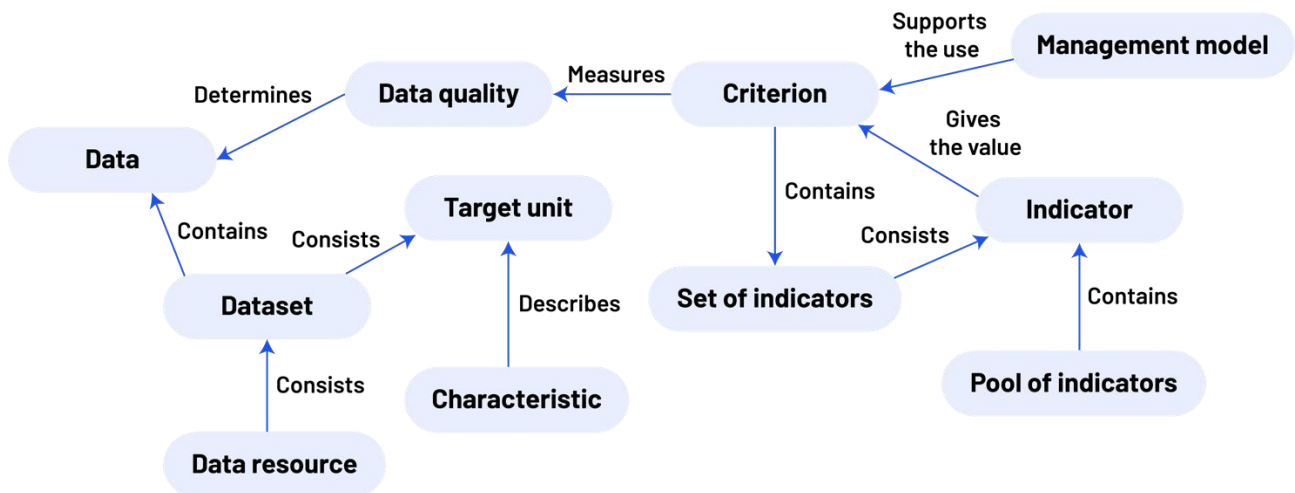 Supports
the use
Management model
Measures
Determines
Data quality
Criterion
Gives
the value
Data
Contains
Target unit
Indicator
Contains
Consists
Consists
Dataset
Set of indicators
Describes
Contains
Consists
Characteristic
Pool of indicators
Data resource